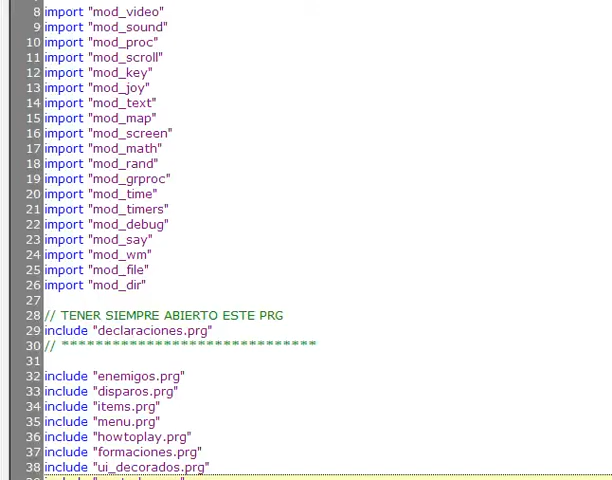 8 import "mod_video"
9 import "mod_sound"
10 import "mod_proc"
11 import "mod_scroll"
12 import "mod_key"
13 import "mod_joy"
14 import "mod_text"
15 import "mod_map"
16 import "mod_screen"
17 import "mod_math"
18 import "mod_rand"
19 import "mod_grproc"
20 import "mod_time"
21 import "mod_timers"
22 import "mod_debug"
23 import "mod_say"
24 import "mod_wm"
25 import "mod_file"
26 import "mod_dir"
27
28 // TENER SIEMPRE ABIERTO ESTE PRG
29 include "declaraciones.prg"
30 // ******************************
31
32 include "enemigos.prg"
33 include "disparos.prg"
34 include "items.prg"
35 include "menu.prg"
36 include "howtoplay.prg"
37 include "formaciones.prg"
38 include "ui_decorados.prg"